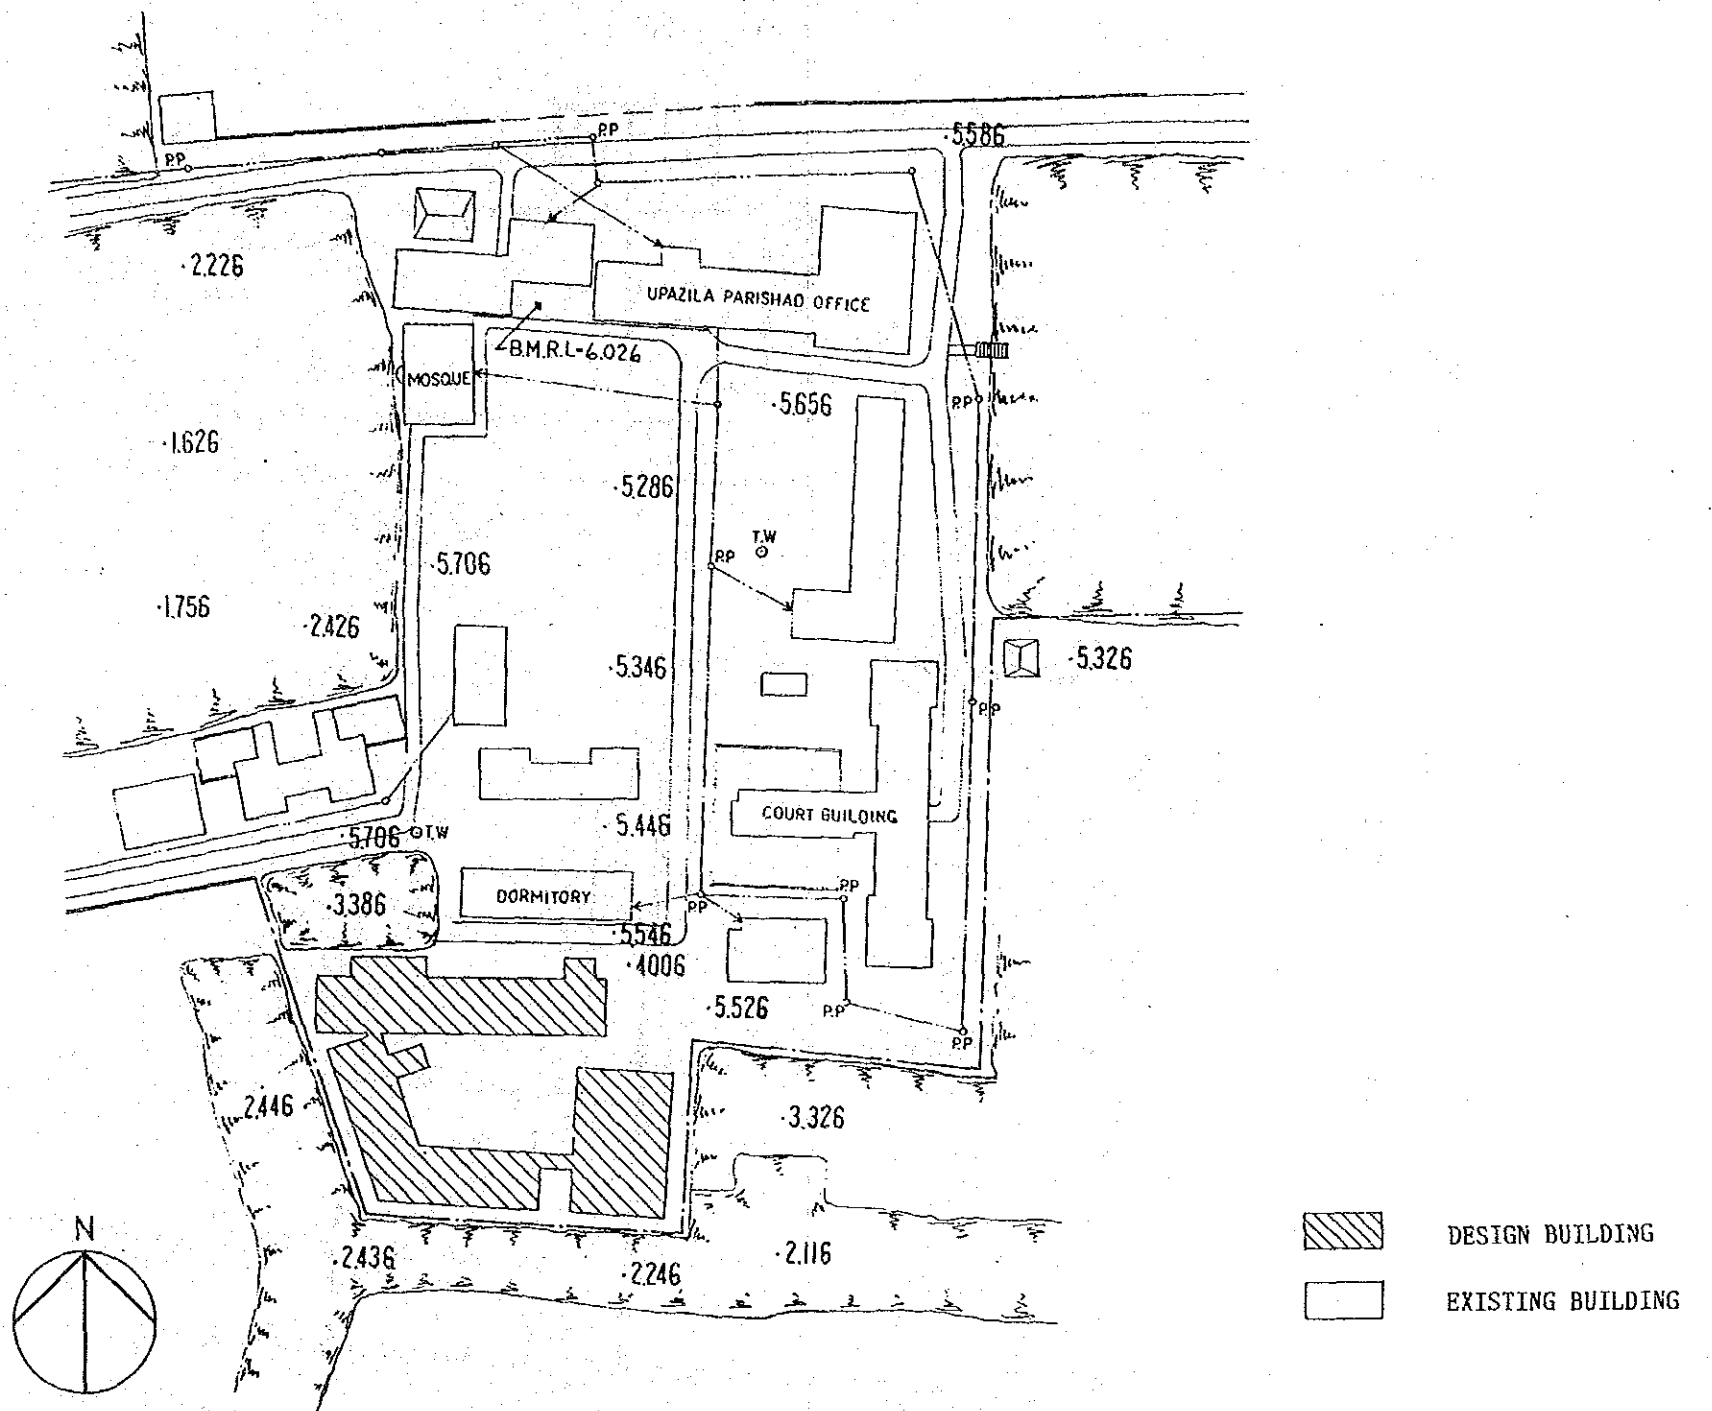 P.P
·5.586
P.P
·2.226
UPAZILA PARISHAD OFFICE
B.M.R.L-6.026
MOSQUE
·5.656
P.P
·1.626
·5.286
T.W
P.P
·5.706
·1.756
·2.426
·5.346
·5.326
P.P
COURT BUILDING
·5.446
·5.706
T.W
P.P
DORMITORY
·3.386
P.P
·5.546
·4.006
·5.526
P.P
P.P
2.446
·3.326
N
·2.436
·2.246
·2.116
DESIGN BUILDING
EXISTING BUILDING